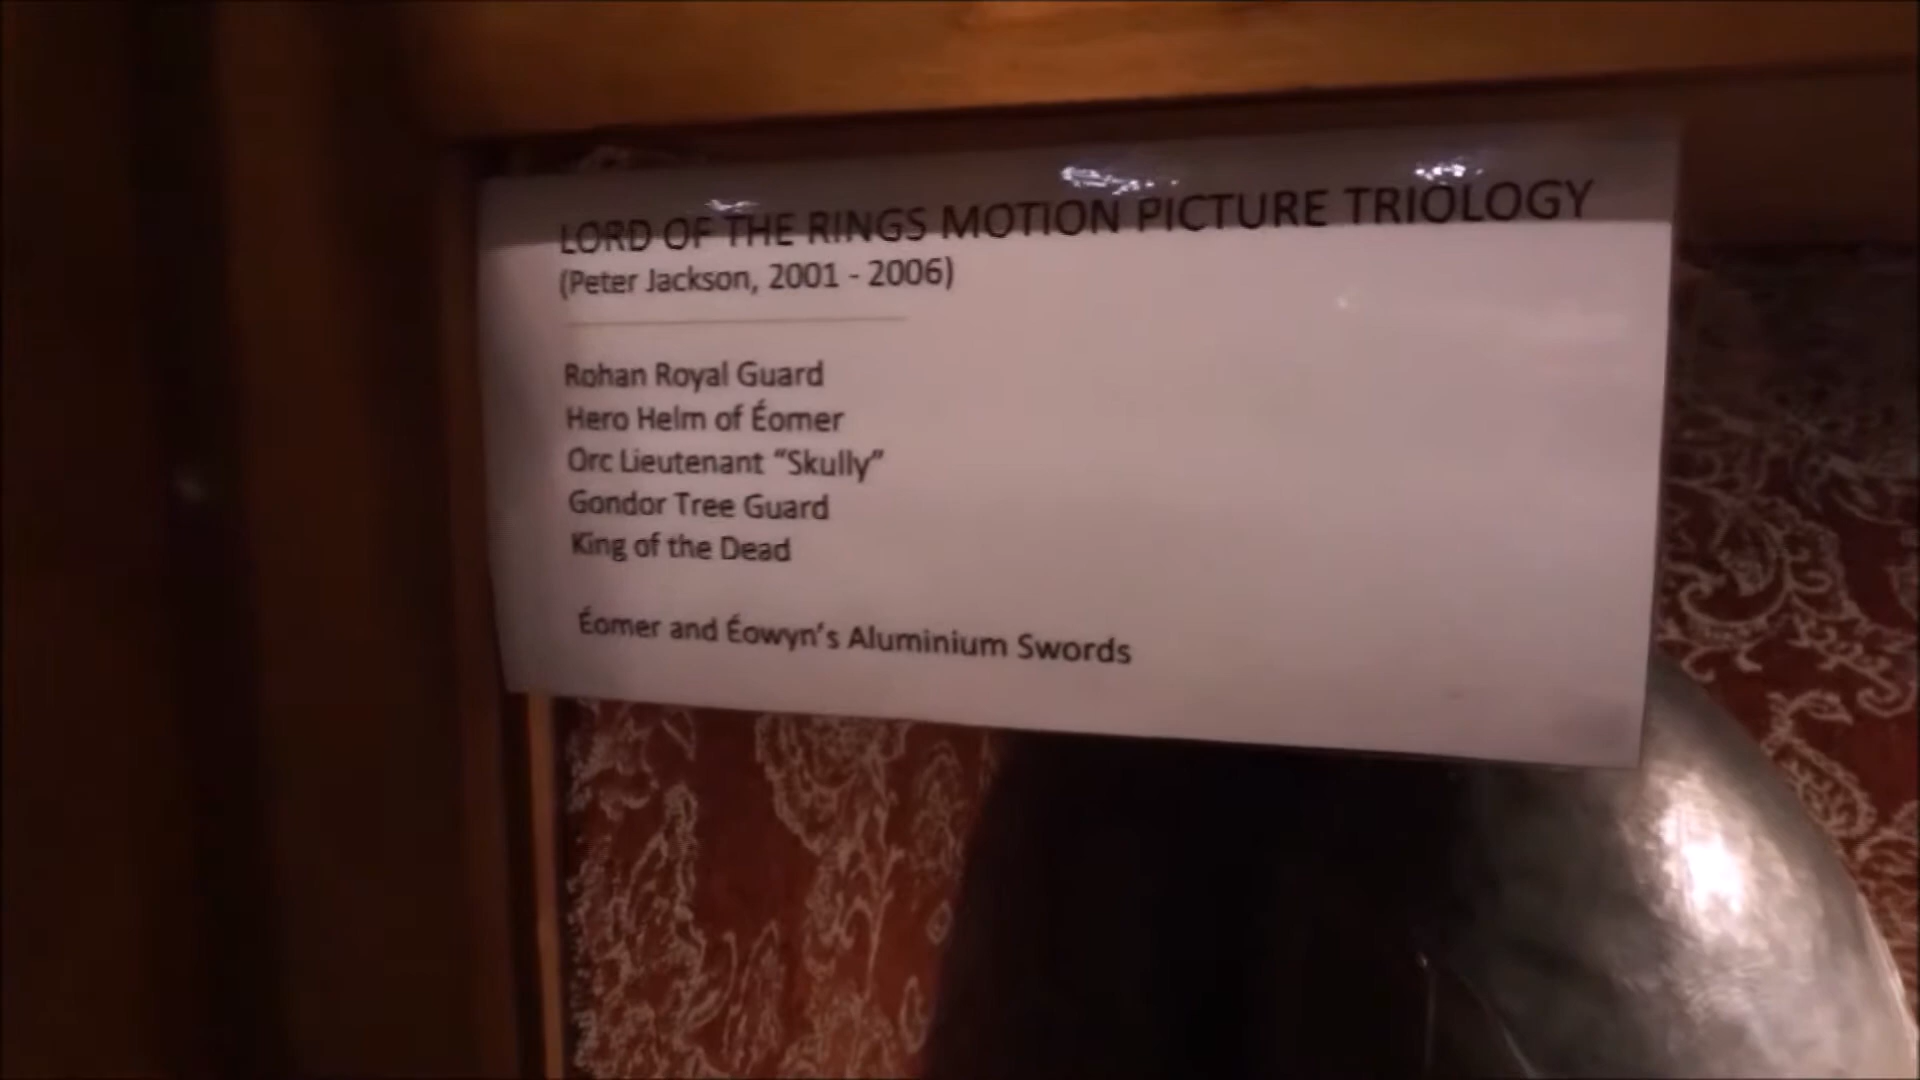 LORD OF THE RINGS MOTION PICTURE TRIOLOGY
(Peter Jackson, 2001 - 2006)
Rohan Royal Guard
Hero Helm of Éomer
Orc Lieutenant “Skully”
Gondor Tree Guard
King of the Dead
Éomer and Éowyn’s Aluminium Swords